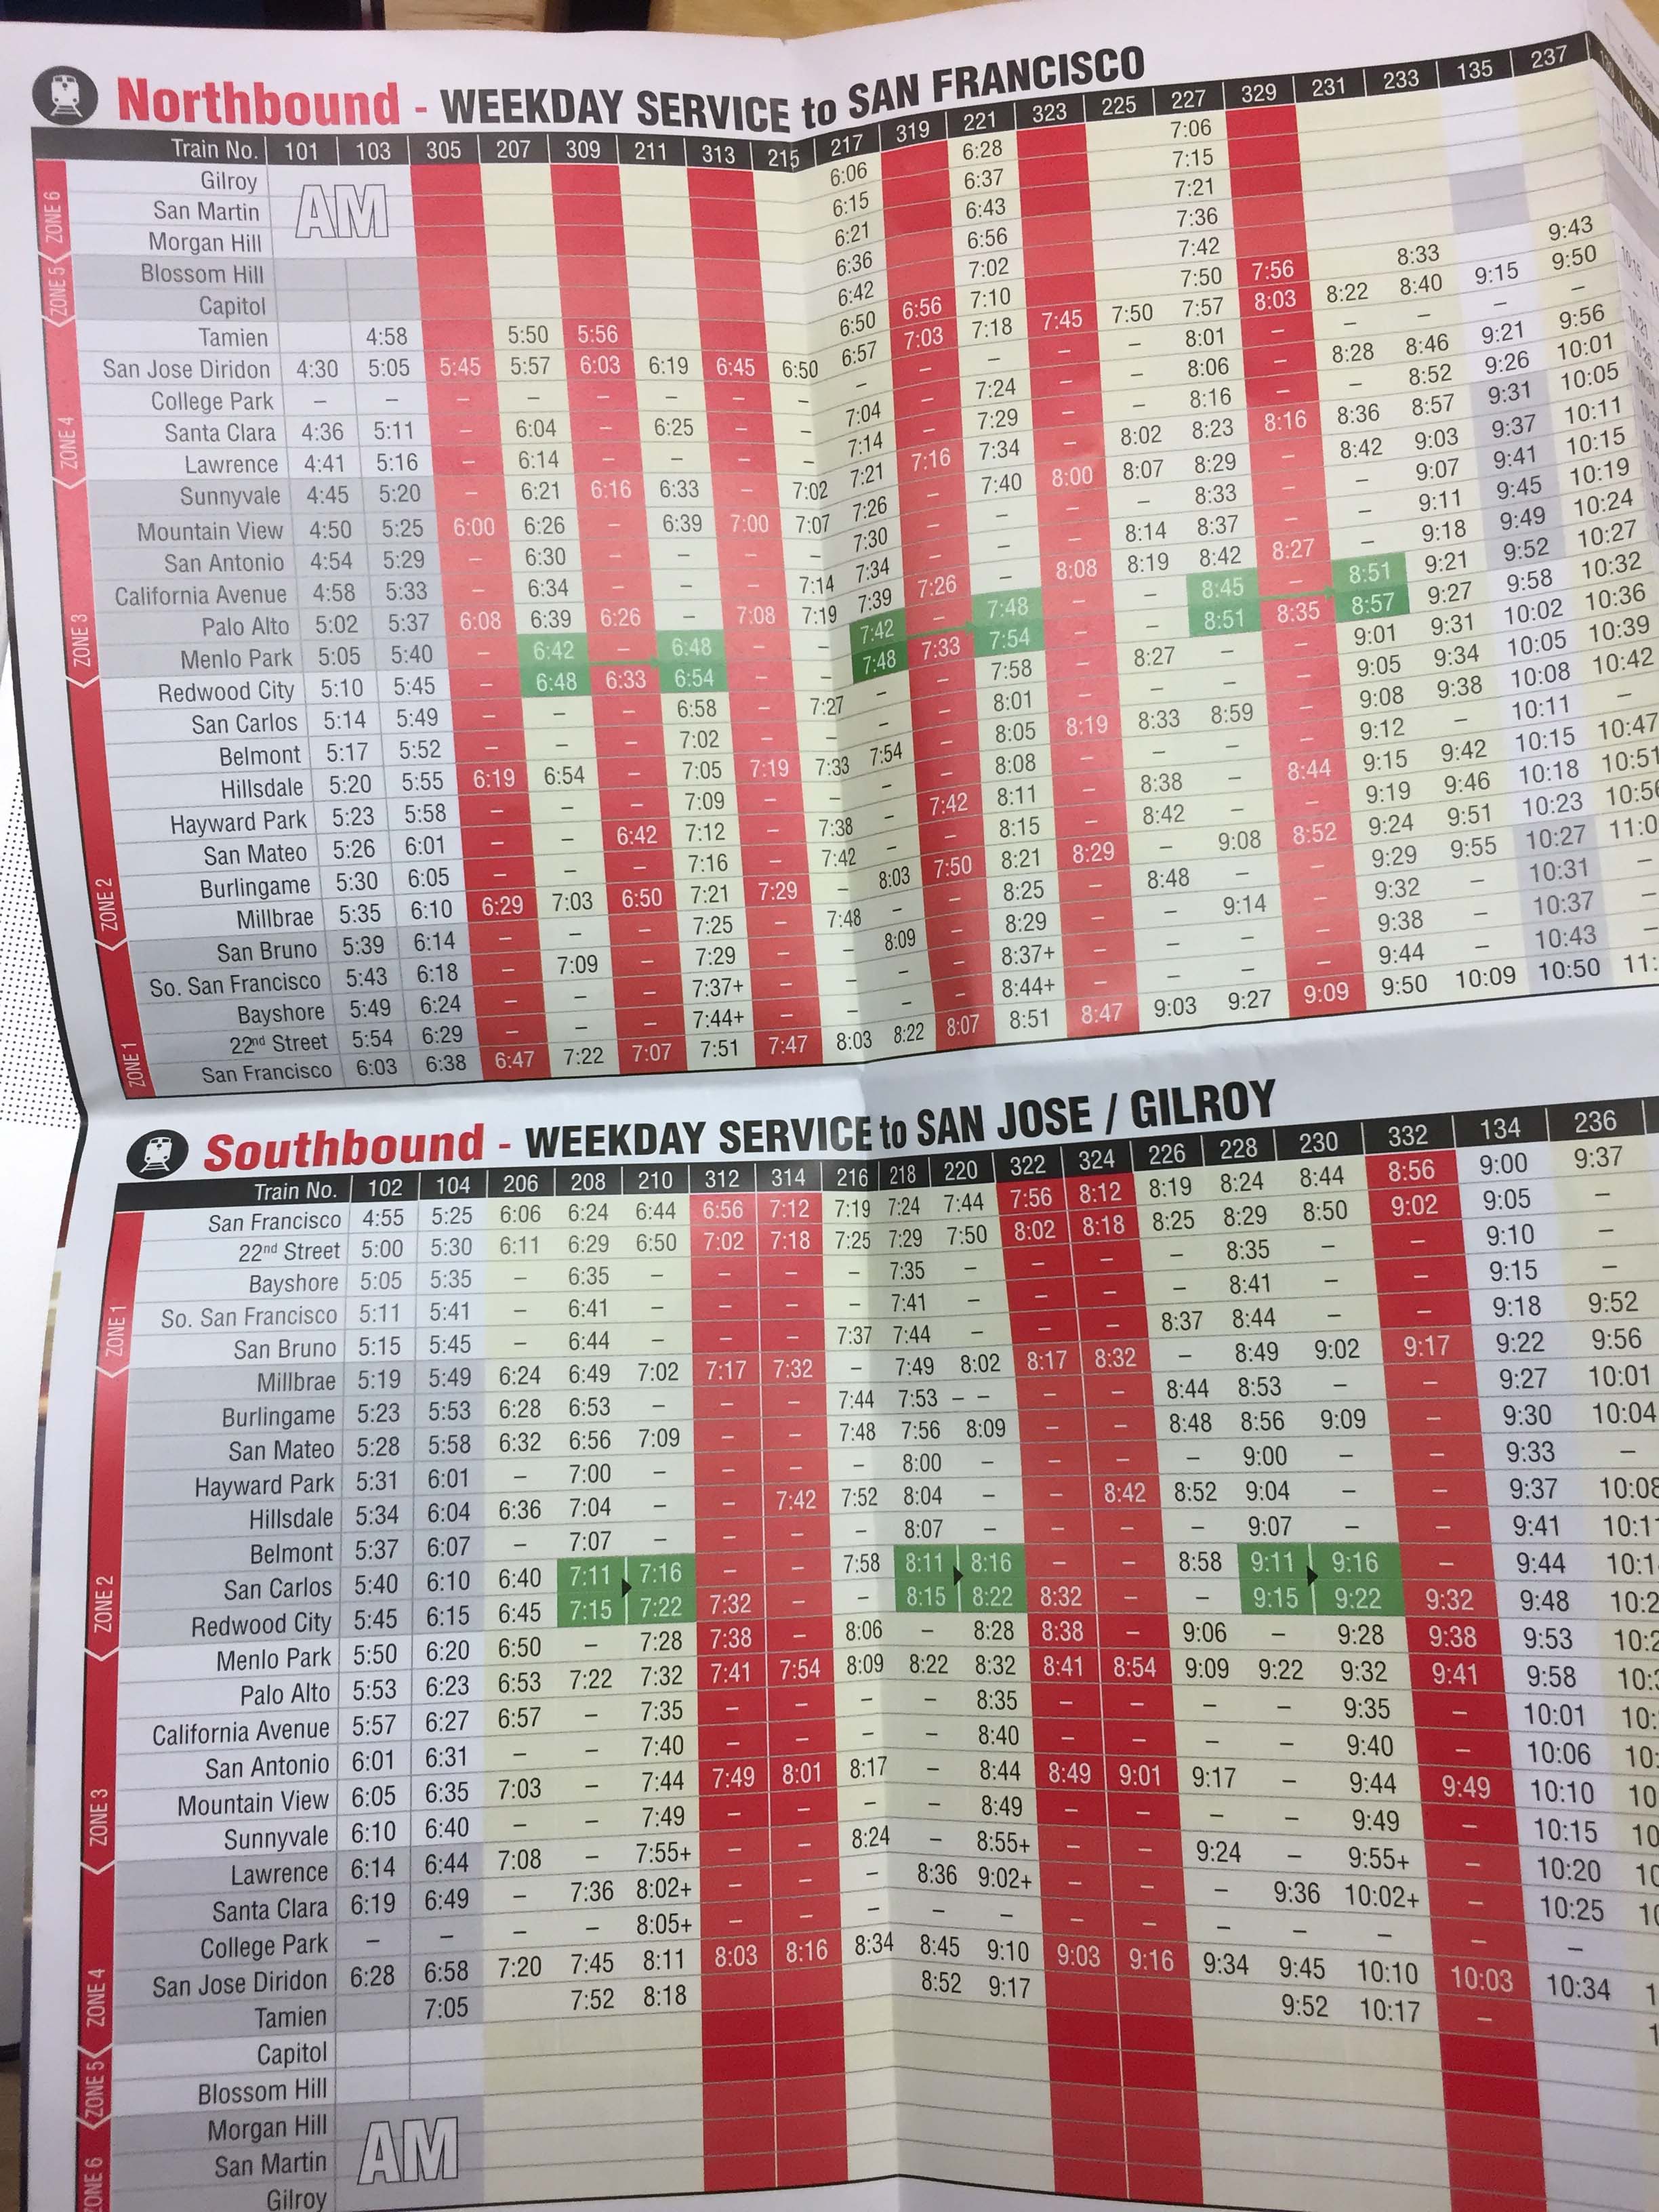 Northbound - WEEKDAY SERVICE to SAN FRANCISCO
Train No. 101 103 305 207 309 211 313 215 217 319 221 323 225 227 329 231 233 135 237
ZONE 6
Gilroy 6:06 6:28 7:06
AM
San Martin 6:15 6:37 7:15
Morgan Hill 6:21 6:43 7:21
ZONE 5
Blossom Hill 6:36 6:56 7:36
Capitol 6:42 7:02 7:42
ZONE 4
Tamien 4:58 5:50 5:56 6:50 6:56 7:10 7:50 7:56 8:33 9:43
San Jose Diridon 4:30 5:05 5:45 5:57 6:03 6:19 6:45 6:50 6:57 7:03 7:18 7:45 7:50 7:57 8:03 8:22 8:40 9:15 9:50
College Park – – – – – – – – – – – – – 8:01 – – – – –
Santa Clara 4:36 5:11 – 6:04 – 6:25 – – 7:04 – 7:24 – – 8:06 – 8:28 8:46 9:21 9:56
Lawrence 4:41 5:16 – 6:14 – – – – 7:14 – 7:29 – – 8:16 – – 8:52 9:26 10:01
ZONE 3
Sunnyvale 4:45 5:20 – 6:21 6:16 6:33 – 7:02 7:21 7:16 7:34 – 8:02 8:23 8:16 8:36 8:57 9:31 10:05
Mountain View 4:50 5:25 6:00 6:26 – 6:39 7:00 7:07 7:26 – 7:40 8:00 8:07 8:29 – 8:42 9:03 9:37 10:11
San Antonio 4:54 5:29 – 6:30 – – – – 7:30 – – – – 8:33 – – 9:07 9:41 10:15
California Avenue 4:58 5:33 – 6:34 – – – 7:14 7:34 – – – 8:14 8:37 – – 9:11 9:45 10:19
Palo Alto 5:02 5:37 6:08 6:39 6:26 – 7:08 7:19 7:39 7:26 – 8:08 8:19 8:42 8:27 – 9:18 9:49 10:24
Menlo Park 5:05 5:40 – 6:42 – 6:48 – – 7:42 – 7:48 – – 8:45 – 8:51 9:21 9:52 10:27
ZONE 2
Redwood City 5:10 5:45 – 6:48 6:33 6:54 – – 7:48 7:33 7:54 – – 8:51 8:35 8:57 9:27 9:58 10:32
San Carlos 5:14 5:49 – – – 6:58 – 7:27 – – 7:58 – 8:27 – – 9:01 9:31 10:02 10:36
Belmont 5:17 5:52 – – – 7:02 – – – – 8:01 – – – – 9:05 9:34 10:05 10:39
Hillsdale 5:20 5:55 6:19 6:54 – 7:05 7:19 7:33 7:54 – 8:05 8:19 8:33 8:59 – 9:08 9:38 10:08 10:42
Hayward Park 5:23 5:58 – – – 7:09 – – – – 8:08 – – – – 9:12 – 10:11 –
San Mateo 5:26 6:01 – – 6:42 7:12 – 7:38 – 7:42 8:11 – 8:38 – 8:44 9:15 9:42 10:15 10:47
Burlingame 5:30 6:05 – – – 7:16 – 7:42 – – 8:15 – 8:42 – – 9:19 9:46 10:18 10:51
Millbrae 5:35 6:10 6:29 7:03 6:50 7:21 7:29 – 8:03 7:50 8:21 8:29 – 9:08 8:52 9:24 9:51 10:23 10:56
ZONE 1
San Bruno 5:39 6:14 – – – 7:25 – 7:48 – – 8:25 – 8:48 – – 9:29 9:55 10:27 11:0
So. San Francisco 5:43 6:18 – 7:09 – 7:29 – – 8:09 – 8:29 – – 9:14 – 9:32 – 10:31 –
Bayshore 5:49 6:24 – – – 7:37+ – – – – 8:37+ – – – – 9:38 – 10:37 –
22nd Street 5:54 6:29 – – – 7:44+ – – – – 8:44+ – – – – 9:44 – 10:43 –
San Francisco 6:03 6:38 6:47 7:22 7:07 7:51 7:47 8:03 8:22 8:07 8:51 8:47 9:03 9:27 9:09 9:50 10:09 10:50 11:
Southbound - WEEKDAY SERVICE to SAN JOSE / GILROY
Train No. 102 104 206 208 210 312 314 216 218 220 322 324 226 228 230 332 134 236
ZONE 1
San Francisco 4:55 5:25 6:06 6:24 6:44 6:56 7:12 7:19 7:24 7:44 7:56 8:12 8:19 8:24 8:44 8:56 9:00 9:37
22nd Street 5:00 5:30 6:11 6:29 6:50 7:02 7:18 7:25 7:29 7:50 8:02 8:18 8:25 8:29 8:50 9:02 9:05 –
Bayshore 5:05 5:35 – 6:35 – – – – 7:35 – – – – 8:35 – – 9:10 –
So. San Francisco 5:11 5:41 – 6:41 – – – – 7:41 – – – – 8:41 – – 9:15 –
San Bruno 5:15 5:45 – 6:44 – – – 7:37 7:44 – – – 8:37 8:44 – – 9:18 9:52
ZONE 2
Millbrae 5:19 5:49 6:24 6:49 7:02 7:17 7:32 – 7:49 8:02 8:17 8:32 – 8:49 9:02 9:17 9:22 9:56
Burlingame 5:23 5:53 6:28 6:53 – – – 7:44 7:53 – – – – 8:44 8:53 – – 9:27 10:01
San Mateo 5:28 5:58 6:32 6:56 7:09 – – 7:48 7:56 8:09 – – 8:48 8:56 9:09 – 9:30 10:04
Hayward Park 5:31 6:01 – 7:00 – – – – 8:00 – – – – 9:00 – – 9:33 –
Hillsdale 5:34 6:04 6:36 7:04 – – 7:42 7:52 8:04 – – 8:42 8:52 9:04 – – 9:37 10:08
Belmont 5:37 6:07 – 7:07 – – – – 8:07 – – – – 9:07 – – 9:41 10:1
San Carlos 5:40 6:10 6:40 7:11 7:16 – – 7:58 8:11 8:16 – – 8:58 9:11 9:16 – 9:44 10:1
Redwood City 5:45 6:15 6:45 7:15 7:22 7:32 – – 8:15 8:22 8:32 – – 9:15 9:22 9:32 9:48 10:2
ZONE 3
Menlo Park 5:50 6:20 6:50 – 7:28 7:38 – 8:06 – 8:28 8:38 – 9:06 – 9:28 9:38 9:53 10:2
Palo Alto 5:53 6:23 6:53 7:22 7:32 7:41 7:54 8:09 8:22 8:32 8:41 8:54 9:09 9:22 9:32 9:41 9:58 10:
California Avenue 5:57 6:27 6:57 – 7:35 – – – – 8:35 – – – – 9:35 – 10:01 10:
San Antonio 6:01 6:31 – – 7:40 – – – – 8:40 – – – – 9:40 – 10:06 10:
Mountain View 6:05 6:35 7:03 – 7:44 7:49 8:01 8:17 – 8:44 8:49 9:01 9:17 – 9:44 9:49 10:10 10
Sunnyvale 6:10 6:40 – – 7:49 – – – – 8:49 – – – – 9:49 – 10:15 10
ZONE 4
Lawrence 6:14 6:44 7:08 – 7:55+ – – 8:24 – 8:55+ – – 9:24 – 9:55+ – 10:20 10
Santa Clara 6:19 6:49 – 7:36 8:02+ – – – 8:36 9:02+ – – – 9:36 10:02+ – 10:25 10
College Park – – – – 8:05+ – – – – – – – – – – – –
San Jose Diridon 6:28 6:58 7:20 7:45 8:11 8:03 8:16 8:34 8:45 9:10 9:03 9:16 9:34 9:45 10:10 10:03 10:34 1
Tamien 7:05 7:52 8:18 8:52 9:17 9:52 10:17 – 1
ZONE 5
Capitol
Blossom Hill
ZONE 6
Morgan Hill
AM
San Martin
Gilroy